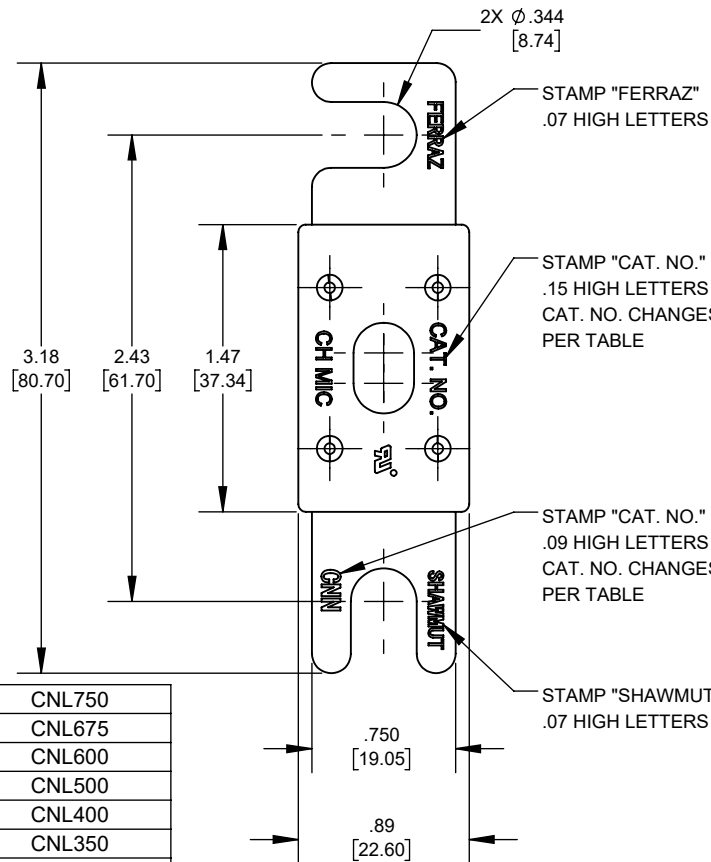 2X Ø.344
[8.74]
STAMP "FERRAZ"
.07 HIGH LETTERS
FERRAZ
STAMP "CAT. NO."
.15 HIGH LETTERS
CAT. NO. CHANGES
PER TABLE
3.18
[80.70]
2.43
[61.70]
1.47
[37.34]
CH MIC
CAT. NO.
STAMP "CAT. NO."
.09 HIGH LETTERS
CAT. NO. CHANGES
PER TABLE
CNN
SHAWMUT
STAMP "SHAWMUT
.07 HIGH LETTERS
.750
[19.05]
.89
[22.60]
CNL750
CNL675
CNL600
CNL500
CNL400
CNL350